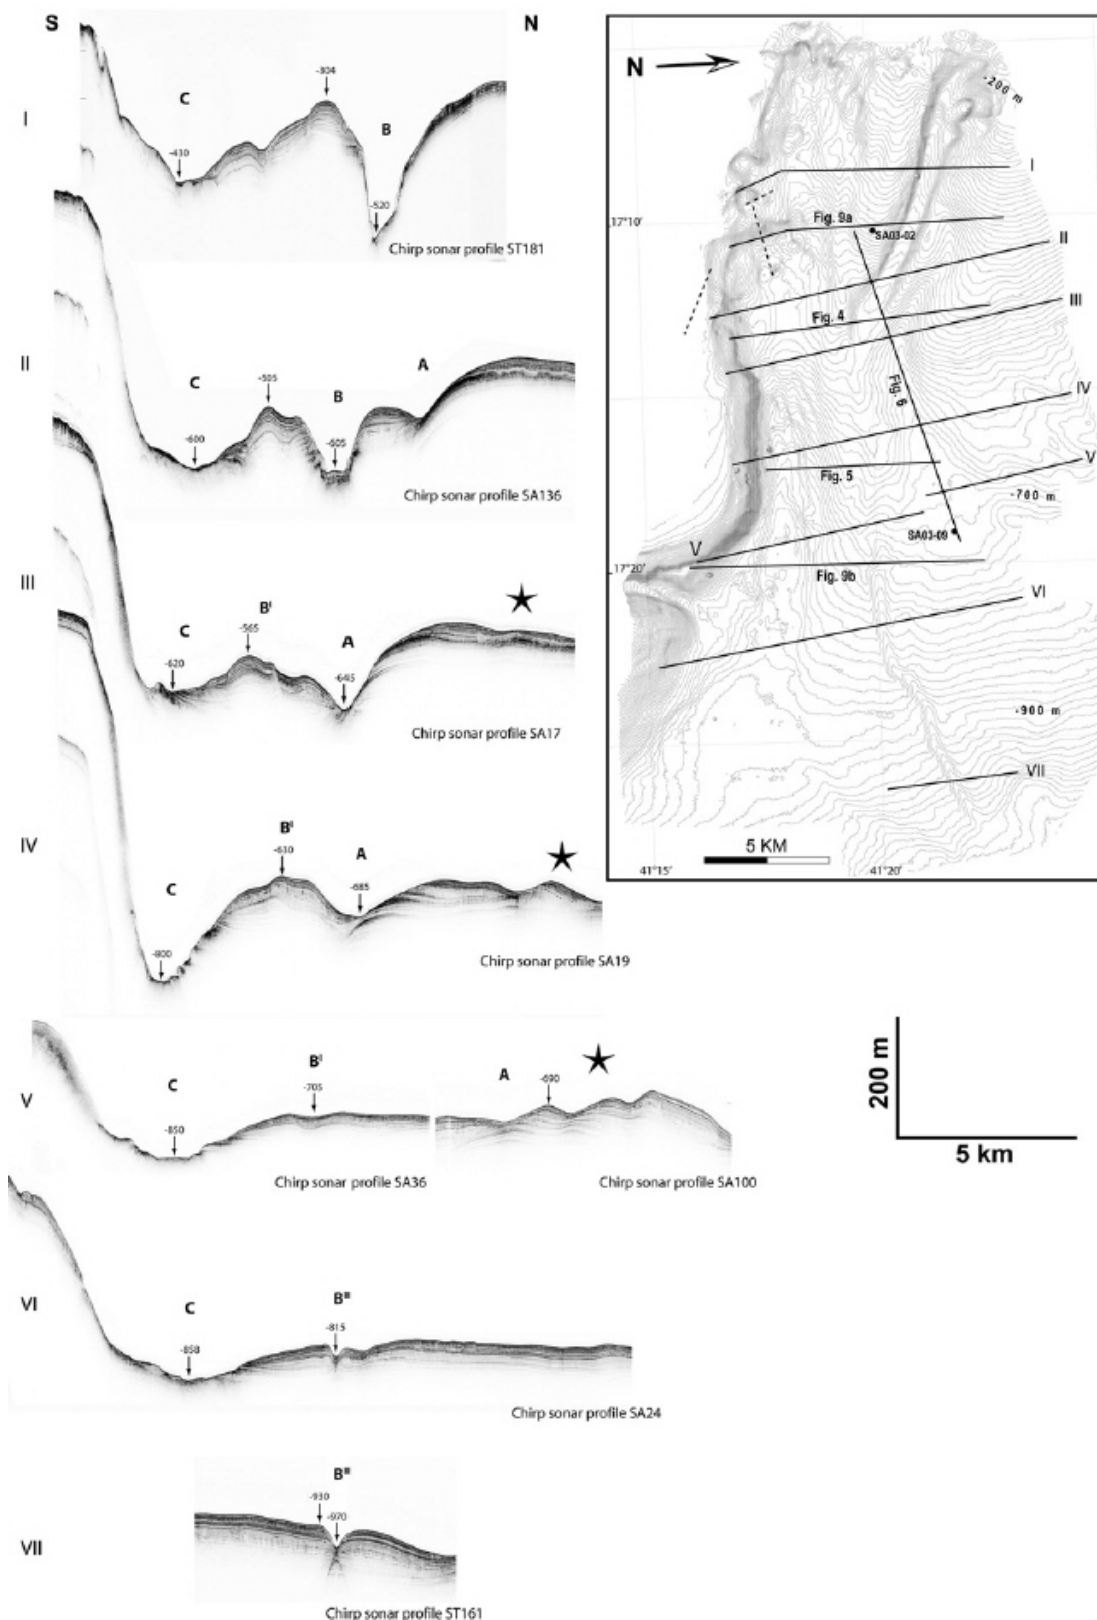 S
N
I
C
-430
-304
B
-520
Chirp sonar profile ST181
II
C
-600
-505
B
-605
A
Chirp sonar profile SA136
III
C
-620
B'
-565
A
-645
Chirp sonar profile SA17
IV
C
-800
B'
-630
A
-685
Chirp sonar profile SA19
V
C
-850
B'
-705
A
-690
Chirp sonar profile SA36
Chirp sonar profile SA100
VI
C
-858
B"
-815
Chirp sonar profile SA24
VII
B"
-930
-970
Chirp sonar profile ST161
N
-200 m
I
17°10'
Fig. 9a
SA03-02
II
III
Fig. 4
Fig. 6
IV
V
Fig. 5
-700 m
SA03-09
V
17°20'
Fig. 9b
VI
-900 m
VII
5 KM
41°15'
41°20'
200 m
5 km